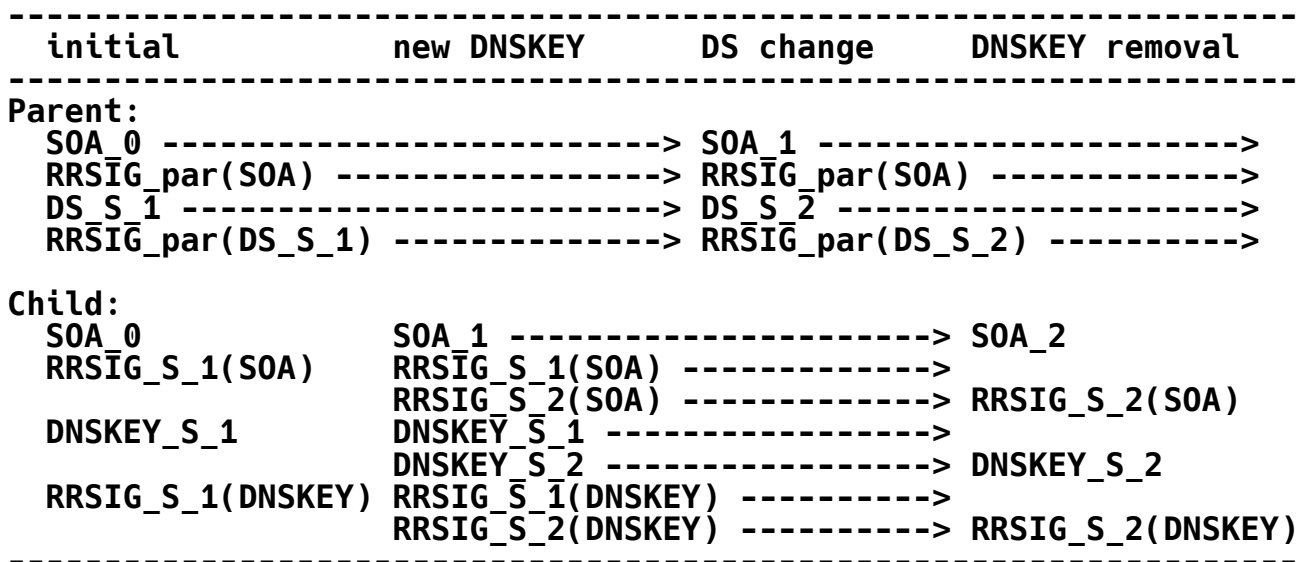 -------------------------------------------------------------------
  initial           new DNSKEY      DS change     DNSKEY removal
-------------------------------------------------------------------
Parent:
  SOA_0 --------------------------> SOA_1 ---------------------->
  RRSIG_par(SOA) -----------------> RRSIG_par(SOA) ------------->
  DS_S_1 -------------------------> DS_S_2 --------------------->
  RRSIG_par(DS_S_1) --------------> RRSIG_par(DS_S_2) ---------->

Child:
  SOA_0             SOA_1 ----------------------> SOA_2
  RRSIG_S_1(SOA)    RRSIG_S_1(SOA) ------------->
                    RRSIG_S_2(SOA) -------------> RRSIG_S_2(SOA)
  DNSKEY_S_1        DNSKEY_S_1 ----------------->
                    DNSKEY_S_2 -----------------> DNSKEY_S_2
  RRSIG_S_1(DNSKEY) RRSIG_S_1(DNSKEY) ---------->
                    RRSIG_S_2(DNSKEY) ----------> RRSIG_S_2(DNSKEY)
-------------------------------------------------------------------